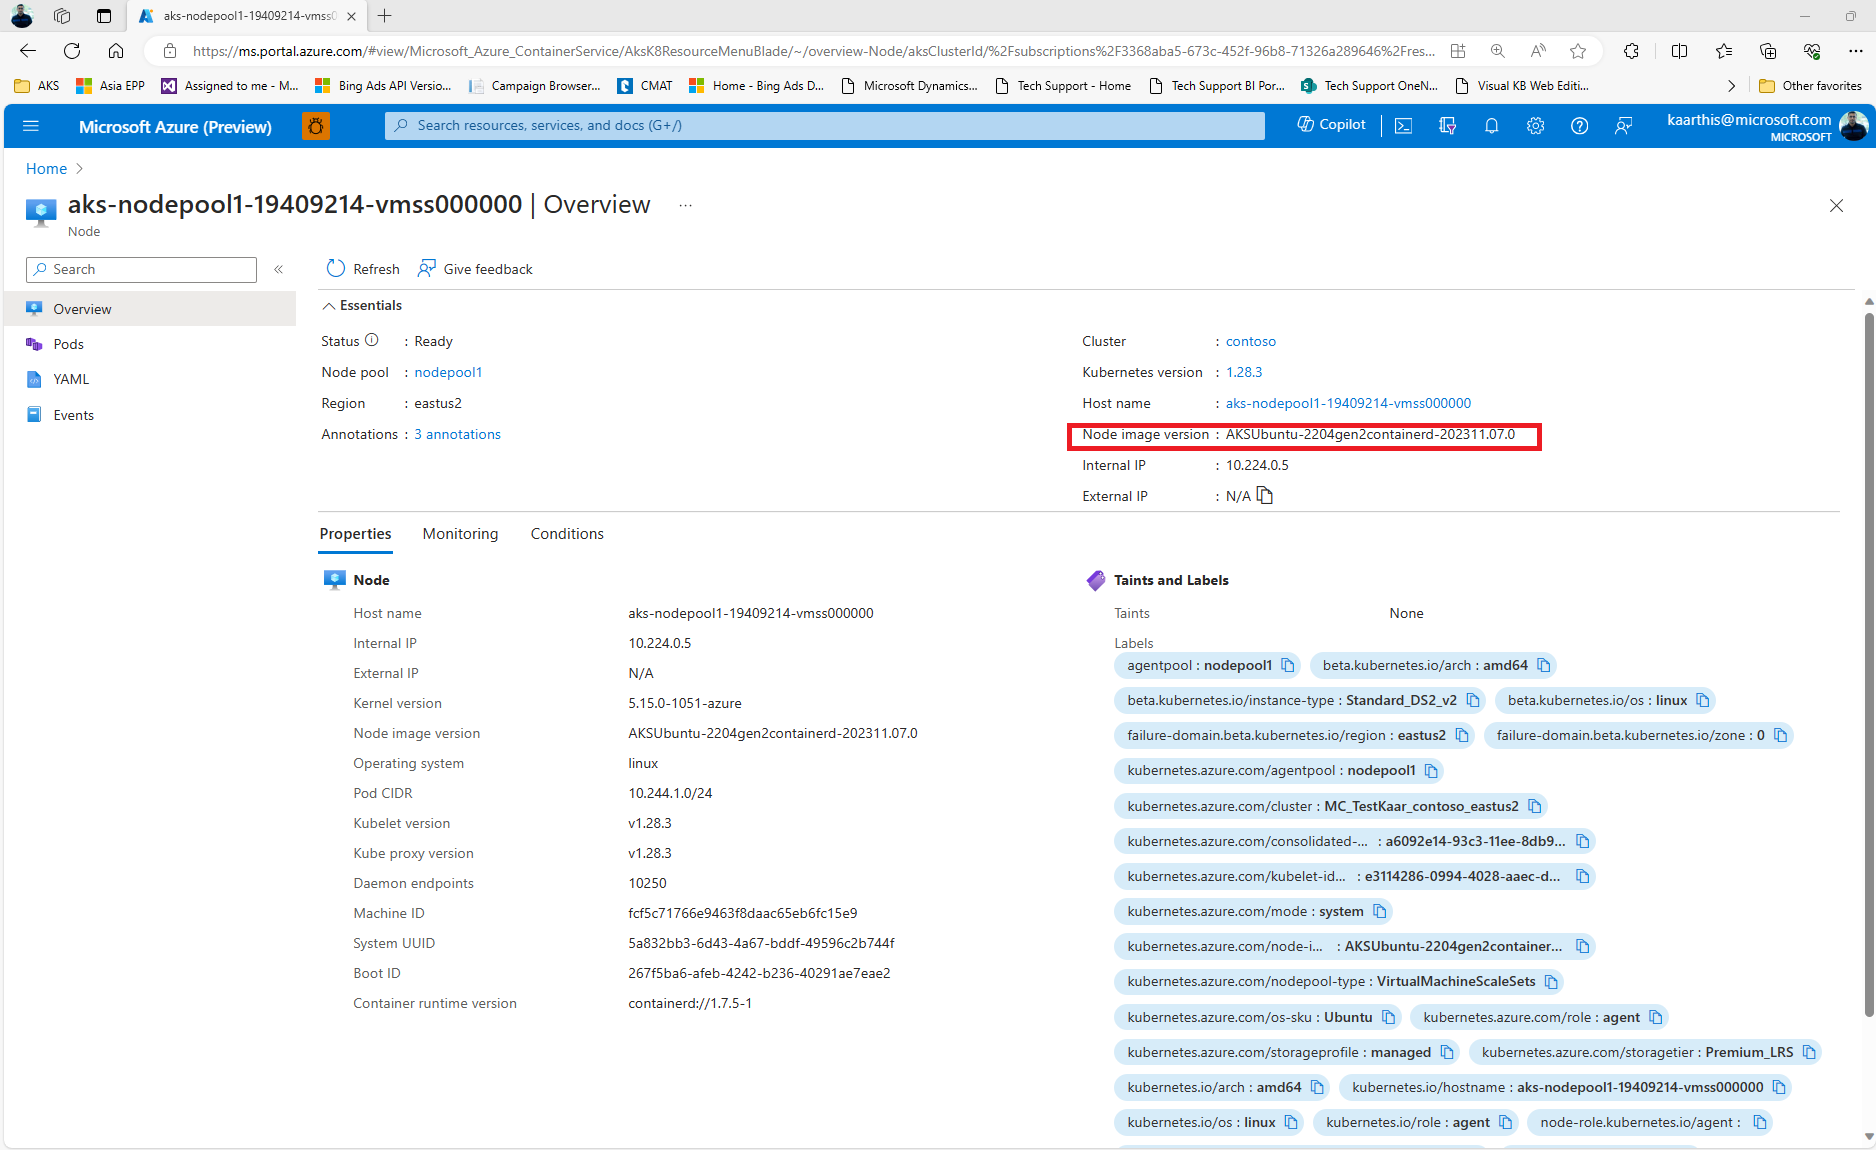 aks-nodepool1-19409214-vmss0
https://ms.portal.azure.com/#view/Microsoft_Azure_ContainerService/AksK8ResourceMenuBlade/~/overview-Node/aksClusterId/%2Fsubscriptions%2F3368aba5-673c-452f-96b8-71326a289646%2Fres...
AKS Asia EPP Assigned to me - M... Bing Ads API Versio... Campaign Browser... CMAT Home - Bing Ads D... Microsoft Dynamics... Tech Support - Home Tech Support BI Por... Tech Support OneN... Visual KB Web Editi... Other favorites
Microsoft Azure (Preview) Search resources, services, and docs (G+/) Copilot kaarthis@microsoft.com
MICROSOFT
Home >
aks-nodepool1-19409214-vmss000000 | Overview ...
Node
Search «
Overview
Pods
YAML
Events
Refresh Give feedback
Essentials
Status : Ready
Node pool : nodepool1
Region : eastus2
Annotations : 3 annotations
Cluster : contoso
Kubernetes version : 1.28.3
Host name : aks-nodepool1-19409214-vmss000000
Node image version : AKSUbuntu-2204gen2containerd-202311.07.0
Internal IP : 10.224.0.5
External IP : N/A
Properties Monitoring Conditions
Node
Host name aks-nodepool1-19409214-vmss000000
Internal IP 10.224.0.5
External IP N/A
Kernel version 5.15.0-1051-azure
Node image version AKSUbuntu-2204gen2containerd-202311.07.0
Operating system linux
Pod CIDR 10.244.1.0/24
Kubelet version v1.28.3
Kube proxy version v1.28.3
Daemon endpoints 10250
Machine ID fcf5c71766e9463f8daac65eb6fc15e9
System UUID 5a832bb3-6d43-4a67-bddf-49596c2b744f
Boot ID 267f5ba6-afeb-4242-b236-40291ae7eae2
Container runtime version containerd://1.7.5-1
Taints and Labels
Taints None
Labels
agentpool : nodepool1 beta.kubernetes.io/arch : amd64
beta.kubernetes.io/instance-type : Standard_DS2_v2 beta.kubernetes.io/os : linux
failure-domain.beta.kubernetes.io/region : eastus2 failure-domain.beta.kubernetes.io/zone : 0
kubernetes.azure.com/agentpool : nodepool1
kubernetes.azure.com/cluster : MC_TestKaar_contoso_eastus2
kubernetes.azure.com/consolidated-... : a6092e14-93c3-11ee-8db9...
kubernetes.azure.com/kubelet-id... : e3114286-0994-4028-aaec-d...
kubernetes.azure.com/mode : system
kubernetes.azure.com/node-i... : AKSUbuntu-2204gen2container...
kubernetes.azure.com/nodepool-type : VirtualMachineScaleSets
kubernetes.azure.com/os-sku : Ubuntu kubernetes.azure.com/role : agent
kubernetes.azure.com/storageprofile : managed kubernetes.azure.com/storagetier : Premium_LRS
kubernetes.io/arch : amd64 kubernetes.io/hostname : aks-nodepool1-19409214-vmss000000
kubernetes.io/os : linux kubernetes.io/role : agent node-role.kubernetes.io/agent :